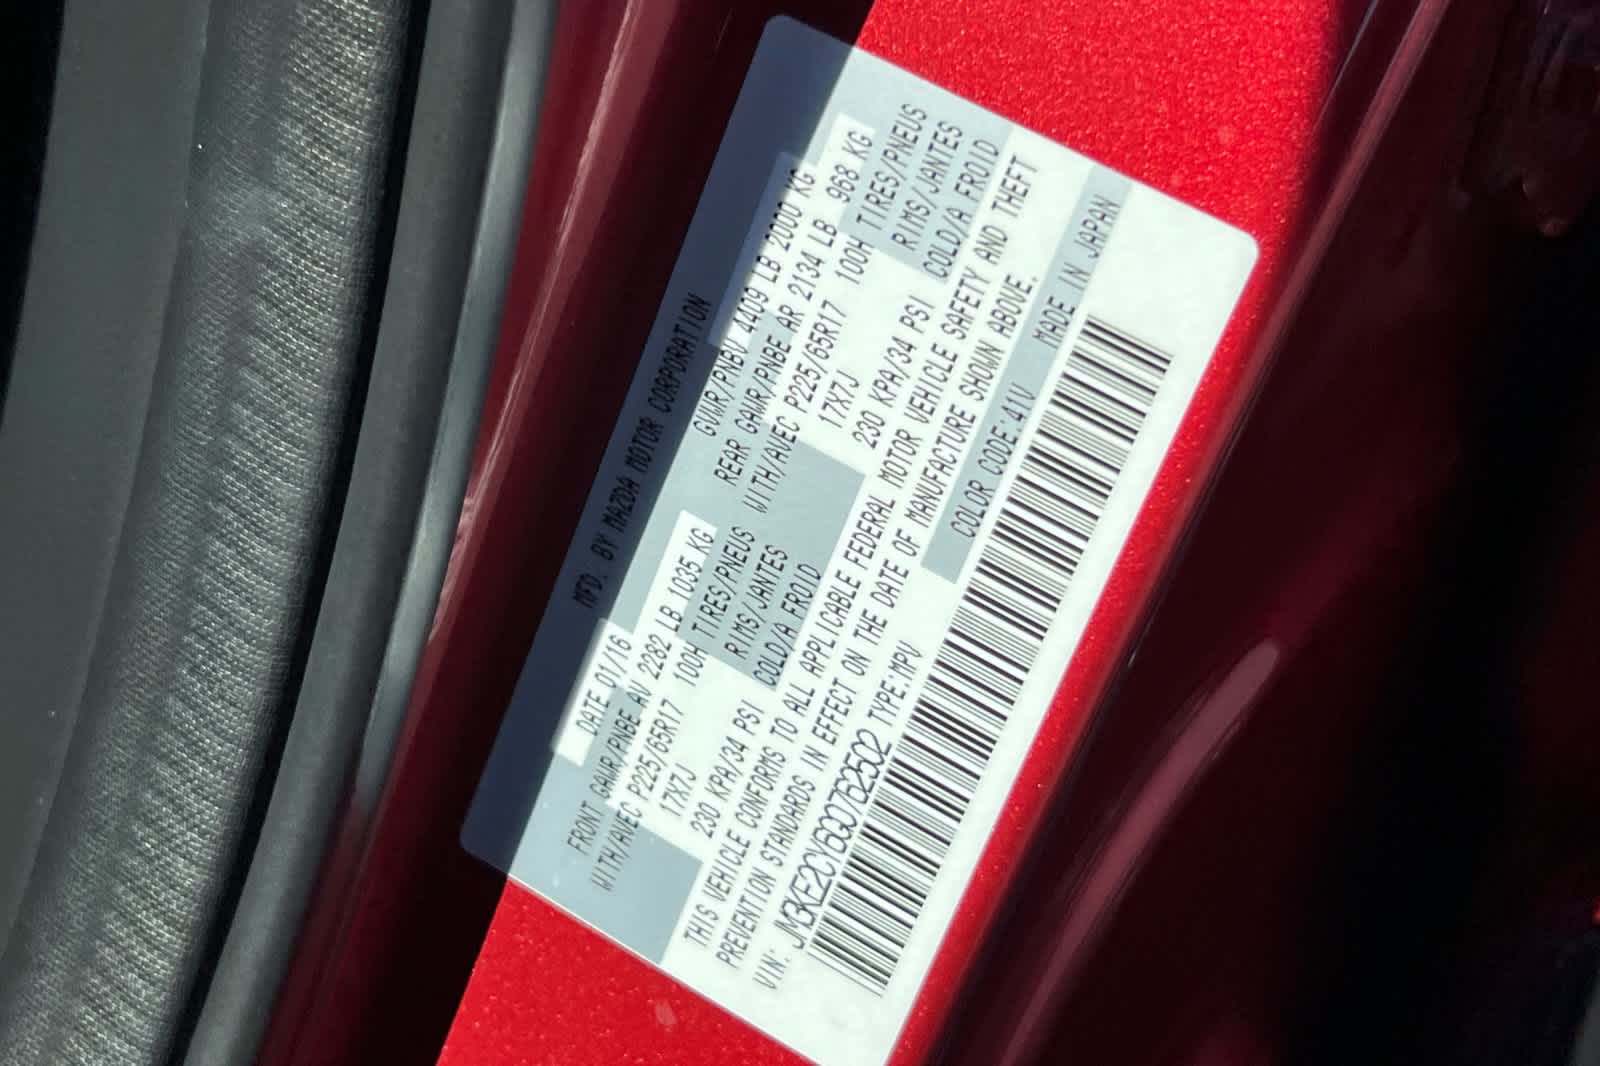 MFD. BY MAZDA MOTOR CORPORATION
DATE 01/16 GVWR/PNBV 4409 LB 2000 KG
FRONT GAWR/PNBE AV 2282 LB 1035 KG REAR GAWR/PNBE AR 2134 LB 968 KG
WITH/AVEC P225/65R17 100H TIRES/PNEUS WITH/AVEC P225/65R17 100H TIRES/PNEUS
17X7J RIMS/JANTES 17X7J RIMS/JANTES
230 KPA/34 PSI COLD/A FROID 230 KPA/34 PSI COLD/A FROID
THIS VEHICLE CONFORMS TO ALL APPLICABLE FEDERAL MOTOR VEHICLE SAFETY AND THEFT
PREVENTION STANDARDS IN EFFECT ON THE DATE OF MANUFACTURE SHOWN ABOVE.
VIN: JM3KE2CY6G0762502 TYPE:MPV COLOR CODE:41V MADE IN JAPAN